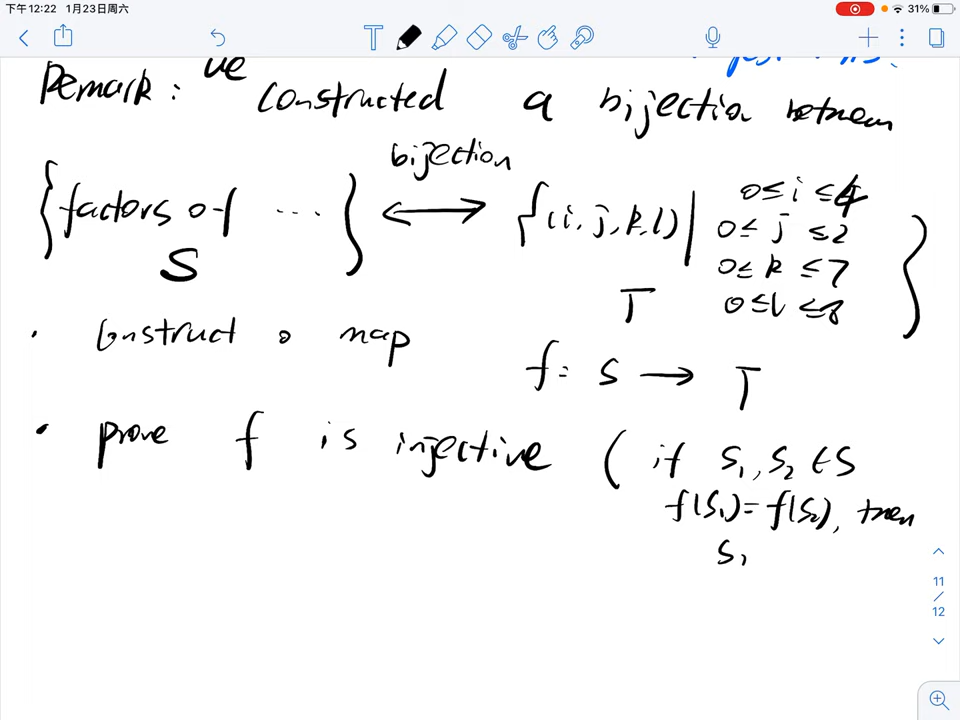 下午12:22 1月23日周六
31%
Remark: we constructed a bijection between
bijection
{factors of ...} ↔ {(i, j, k, l) | 0 ≤ i ≤ 4
0 ≤ j ≤ 2
0 ≤ k ≤ 7
0 ≤ l ≤ 8}
S
T
· construct a map
f: S → T
· prove f is injective ( if s₁, s₂ ∈ S
f(s₁) = f(s₂), then
s₁
11
/
12